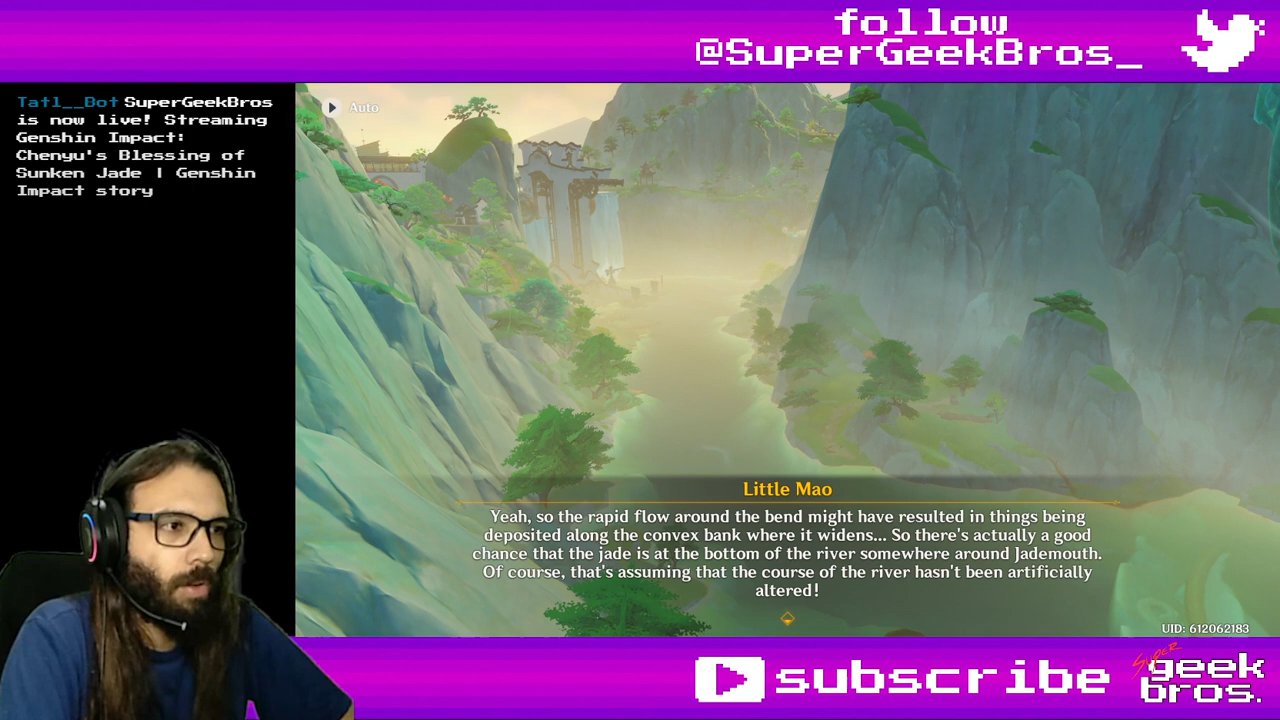 follow
@SuperGeekBros_
Tatl__Bot SuperGeekBros
is now live! Streaming
Genshin Impact:
Chenyu's Blessing of
Sunken Jade | Genshin
Impact story
Auto
Little Mao
Yeah, so the rapid flow around the bend might have resulted in things being
deposited along the convex bank where it widens... So there's actually a good
chance that the jade is at the bottom of the river somewhere around Jademouth.
Of course, that's assuming that the course of the river hasn't been artificially
altered!
UID: 612062183
subscribe
super
geek
bros.